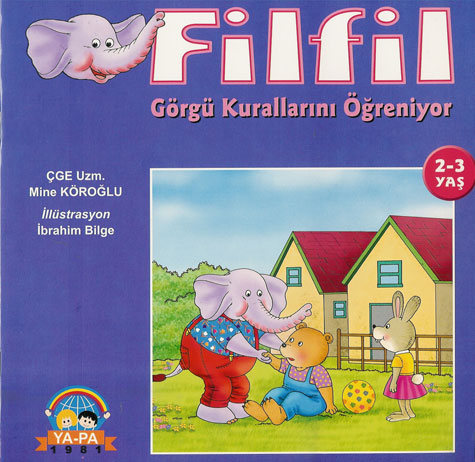 Filfil
Görgü Kurallarını Öğreniyor
2-3
YAŞ
ÇGE Uzm.
Mine KÖROĞLU
İllüstrasyon
İbrahim Bilge
YA-PA
1981